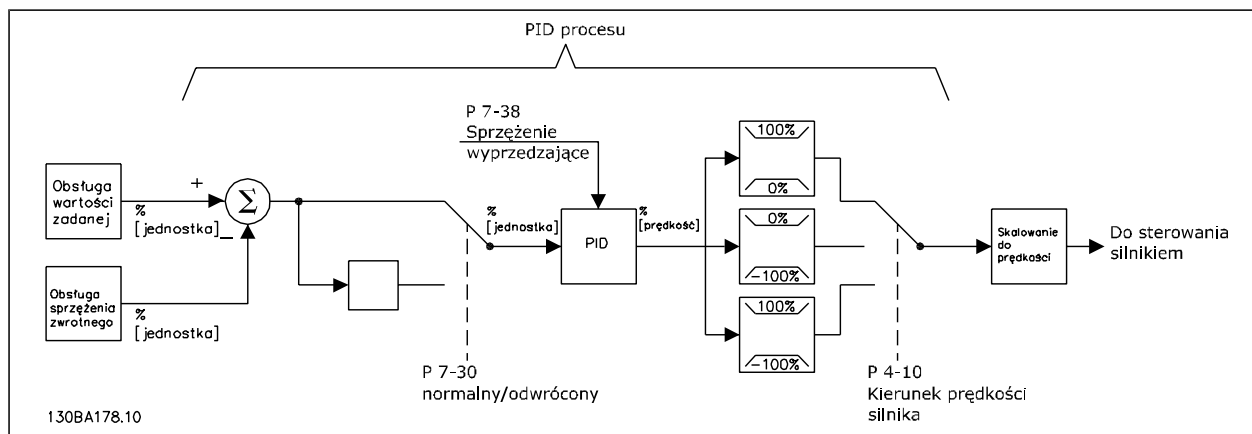 PID procesu
P 7-38
Sprzężenie
wyprzedzające
Obsługa
wartości
zadanej
+
%
[jednostka]
_
Σ
Obsługa
sprzężenia
zwrotnego
%
[jednostka]
P 7-30
normalny/odwrócony
%
[jednostka]
PID
%
[prędkość]
100%
0%
0%
-100%
100%
-100%
P 4-10
Kierunek prędkości
silnika
Skalowanie
do
prędkości
Do sterowania
silnikiem
130BA178.10